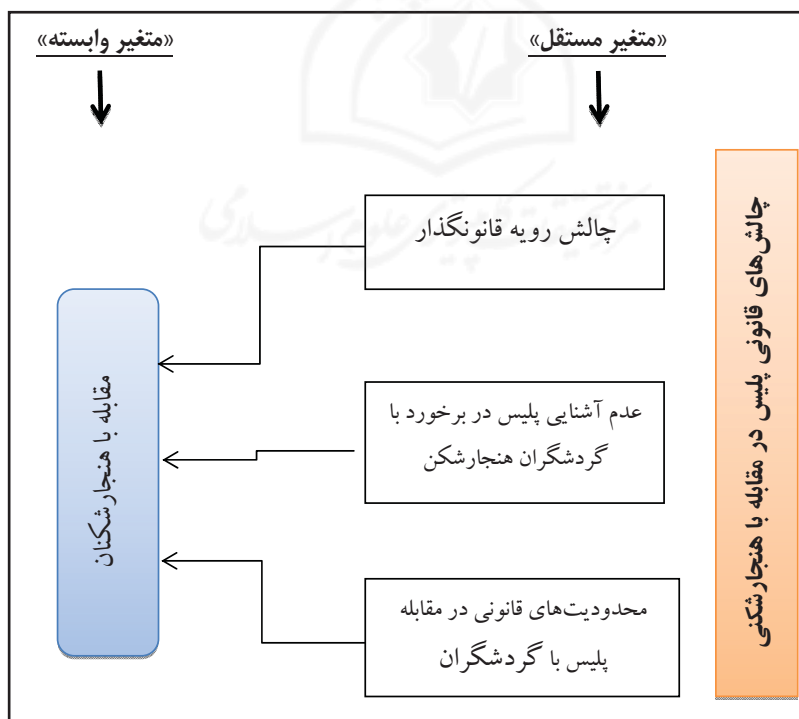 «متغیر مستقل»
«متغیر وابسته»
چالش‌های قانونی پلیس در مقابله با هنجارشکنی
چالش رویه قانونگذار
عدم آشنایی پلیس در برخورد با
گردشگران هنجارشکن
محدودیت‌های قانونی در مقابله
پلیس با گردشگران
مقابله با هنجارشکنان